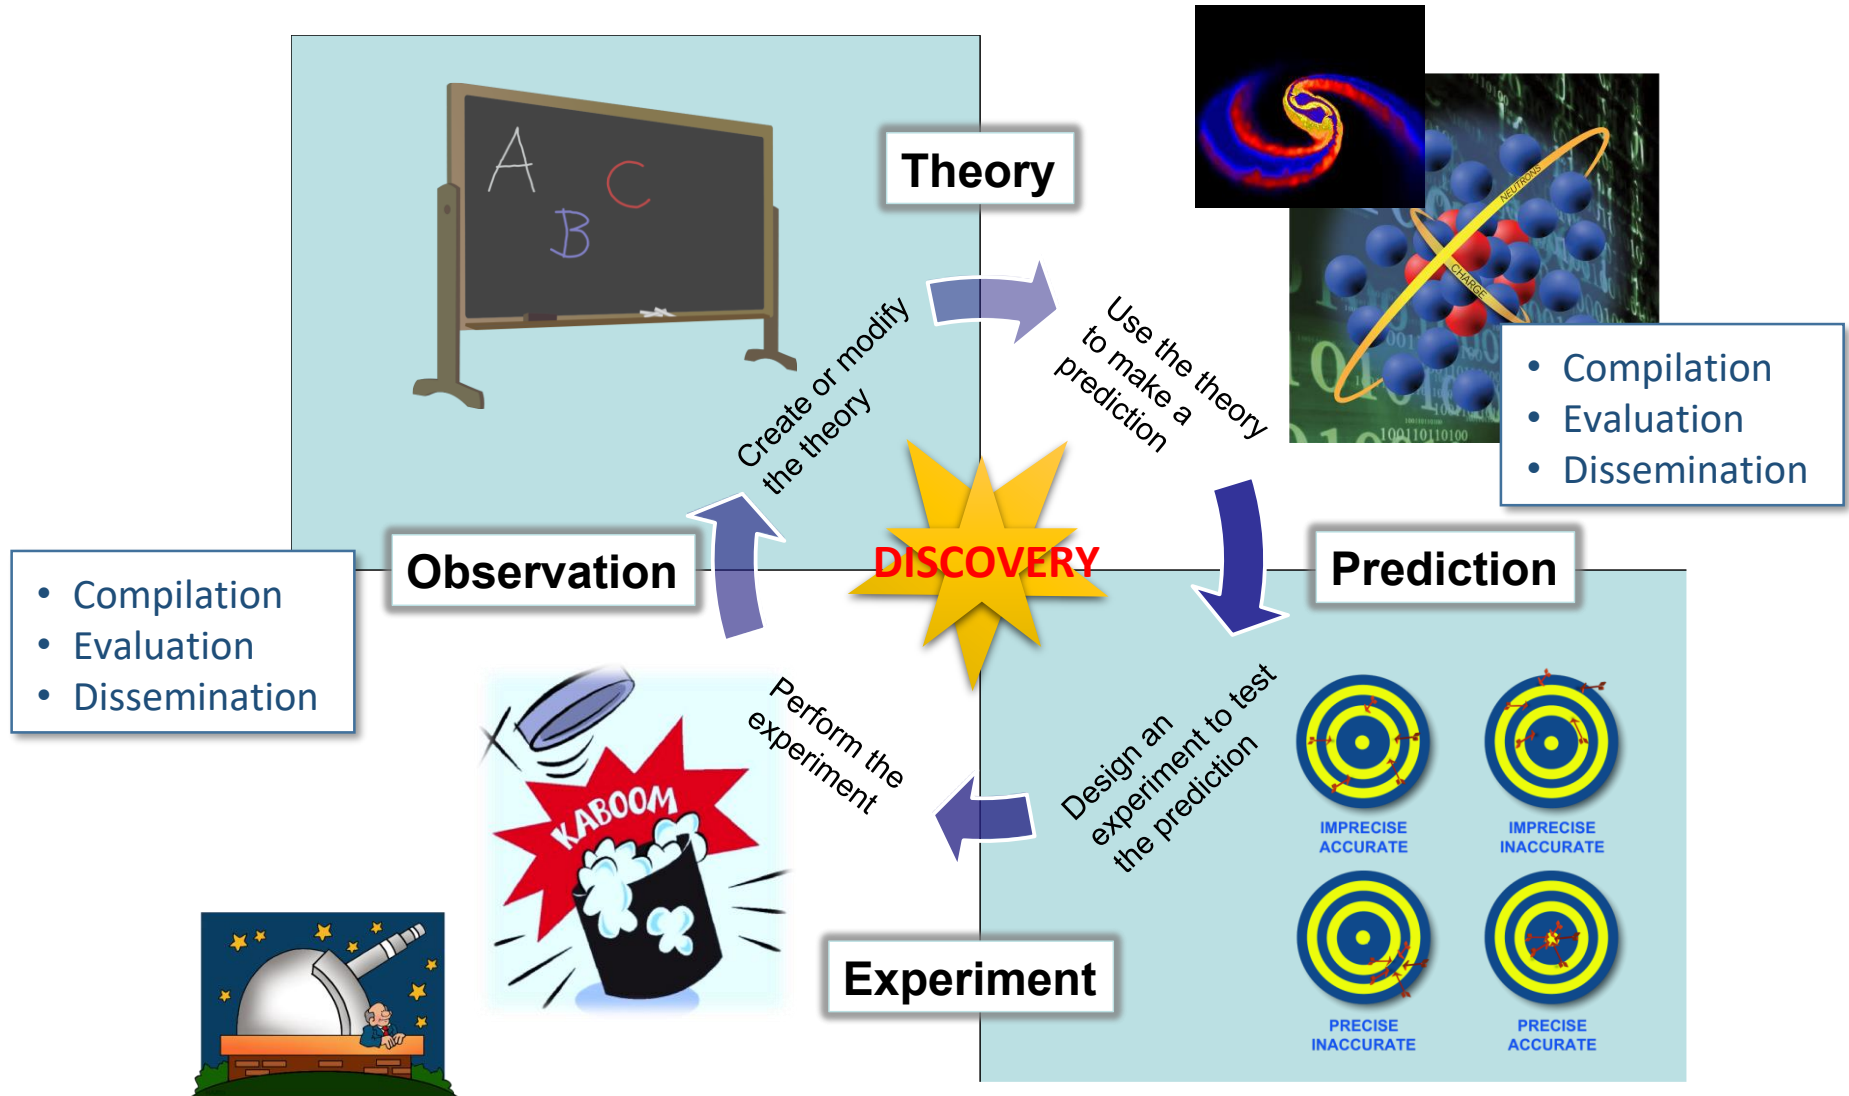 A
C
B
Theory
NEUTRONS
CHARGE
100110110100
Create or modify
the theory
Use the theory
to make a
prediction
• Compilation
• Evaluation
• Dissemination
Observation
DISCOVERY
Prediction
• Compilation
• Evaluation
• Dissemination
Perform the
experiment
Design an
experiment to test
the prediction
KABOOM
IMPRECISE
ACCURATE
IMPRECISE
INACCURATE
Experiment
PRECISE
INACCURATE
PRECISE
ACCURATE